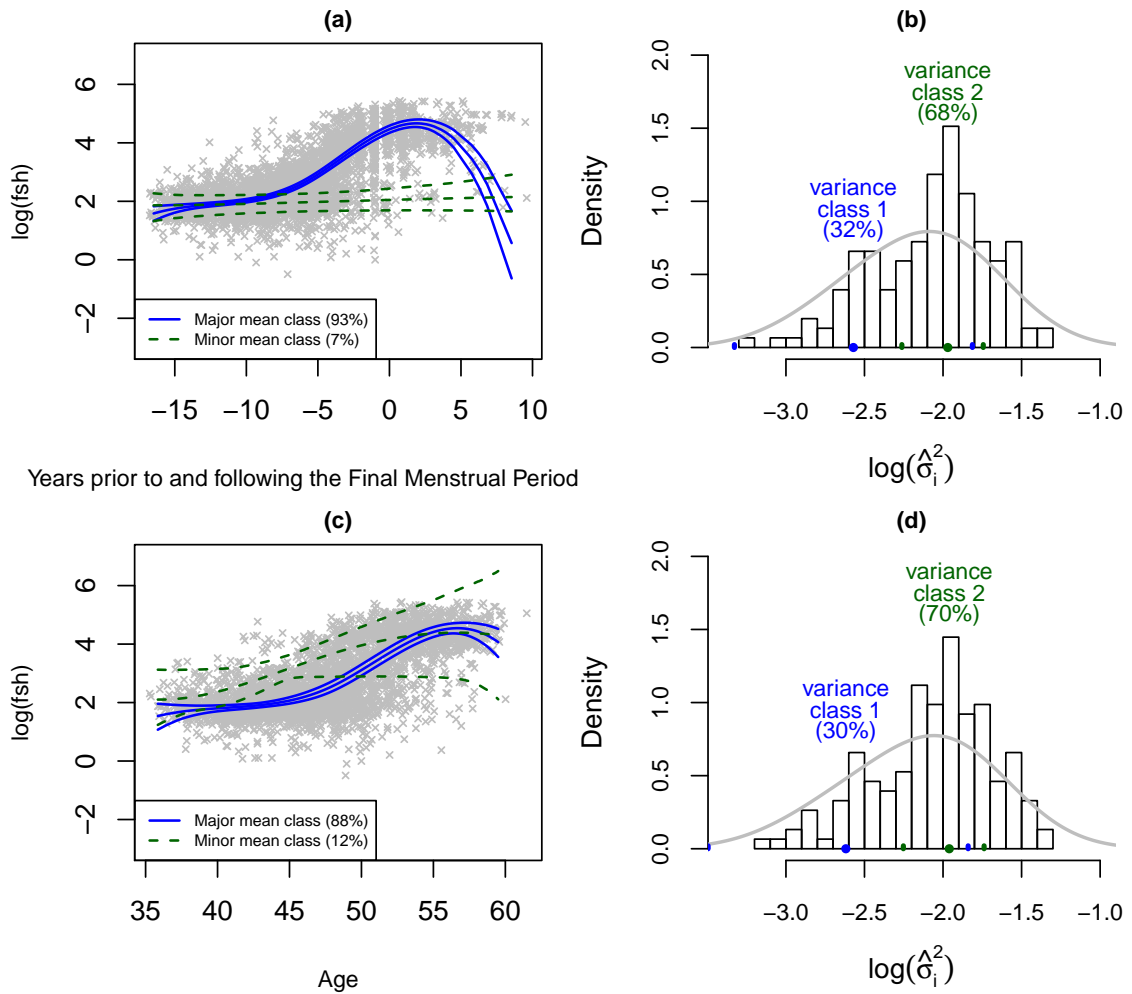 (a)
log(fsh)
6
4
2
0
−2
Major mean class (93%)
Minor mean class (7%)
−15 −10 −5 0 5 10
Years prior to and following the Final Menstrual Period
(b)
Density
2.0
1.5
1.0
0.5
0.0
variance
class 2
(68%)
variance
class 1
(32%)
−3.0 −2.5 −2.0 −1.5 −1.0
log(σ̂ᵢ²)
(c)
log(fsh)
6
4
2
0
−2
Major mean class (88%)
Minor mean class (12%)
35 40 45 50 55 60
Age
(d)
Density
2.0
1.5
1.0
0.5
0.0
variance
class 2
(70%)
variance
class 1
(30%)
−3.0 −2.5 −2.0 −1.5 −1.0
log(σ̂ᵢ²)